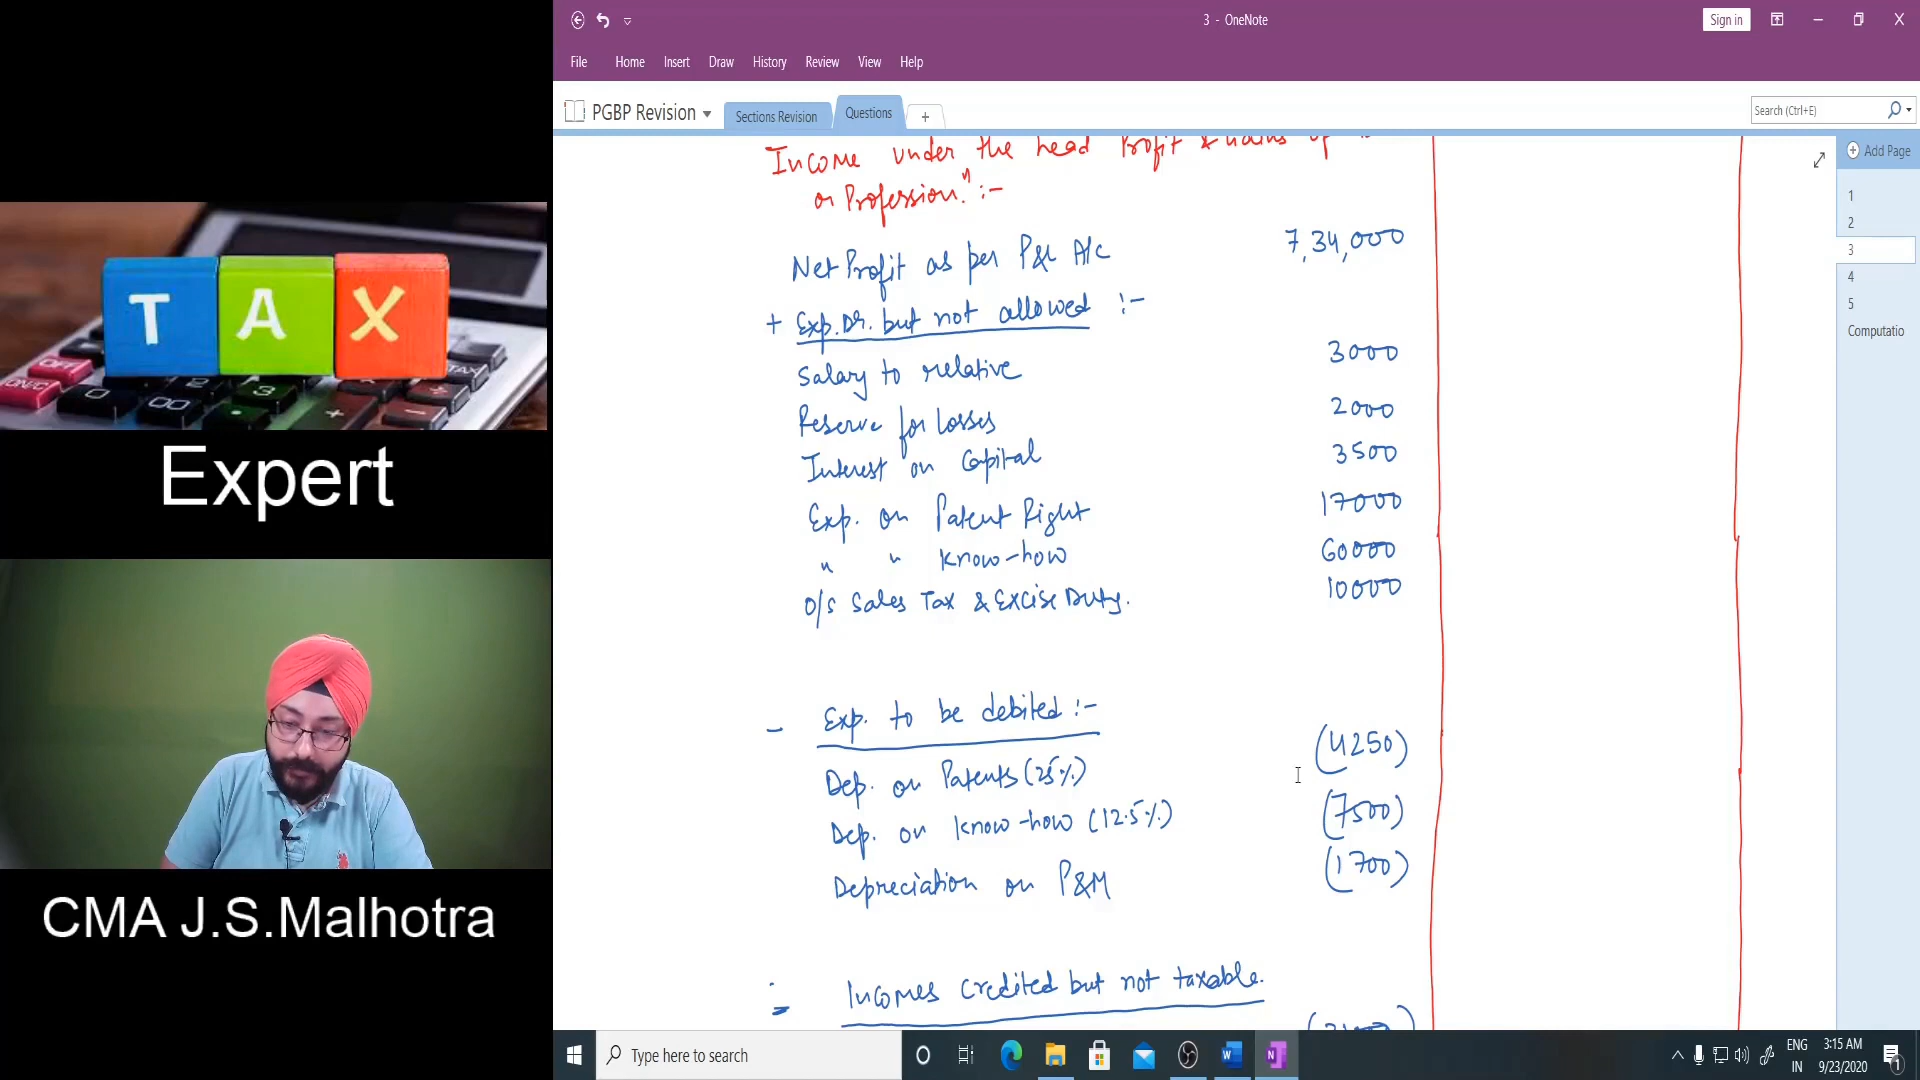 3 - OneNote
Sign in
File Home Insert Draw History Review View Help
PGBP Revision
Sections Revision
Questions
+
Search (Ctrl+E)
Add Page
1
2
3
4
5
Computatio
Income under the head Profit & Gains of
or Profession." :-
Net Profit as per P&L A/c 7,34,000
+ Exp. Dr. but not allowed :-
Salary to relative 3000
Reserve for Losses 2000
Interest on Capital 3500
Exp. on Patent Right 17000
" " Know-how 60000
O/s Sales Tax & Excise Duty. 10000
- Exp. to be debited :-
Dep. on Patents (25%) (4250)
Dep. on Know-how (12.5%) (7500)
Depreciation on P&M (1700)
Incomes credited but not taxable.
TAX
Expert
CMA J.S.Malhotra
Type here to search
ENG
IN
3:15 AM
9/23/2020
1